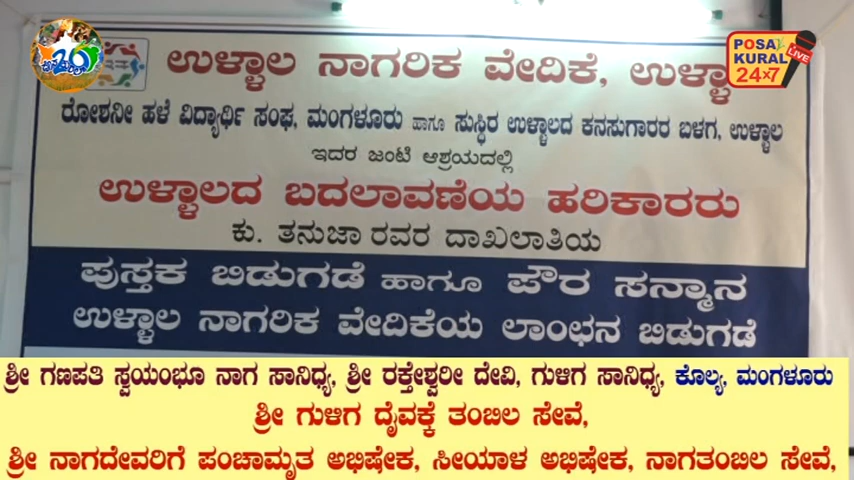 POSA
KURAL
24×7
LIVE
ಉಳ್ಳಾಲ ನಾಗರಿಕ ವೇದಿಕೆ, ಉಳ್ಳಾ
ರೋಶನೀ ಹಳೆ ವಿದ್ಯಾರ್ಥಿ ಸಂಘ, ಮಂಗಳೂರು ಹಾಗೂ ಸುಸ್ಥಿರ ಉಳ್ಳಾಲದ ಕನಸುಗಾರರ ಬಳಗ, ಉಳ್ಳಾಲ
ಇದರ ಜಂಟಿ ಆಶ್ರಯದಲ್ಲಿ
ಉಳ್ಳಾಲದ ಬದಲಾವಣೆಯ ಹರಿಕಾರರು
ಕು. ತನುಜಾ ರವರ ದಾಖಲಾತಿಯ
ಪುಸ್ತಕ ಬಿಡುಗಡೆ ಹಾಗೂ ಪೌರ ಸನ್ಮಾನ
ಉಳ್ಳಾಲ ನಾಗರಿಕ ವೇದಿಕೆಯ ಲಾಂಛನ ಬಿಡುಗಡೆ
ಶ್ರೀ ಗಣಪತಿ ಸ್ವಯಂಭೂ ನಾಗ ಸಾನಿಧ್ಯ, ಶ್ರೀ ರಕ್ತೇಶ್ವರೀ ದೇವಿ, ಗುಳಿಗ ಸಾನಿಧ್ಯ, ಕೊಲ್ಯ, ಮಂಗಳೂರು
ಶ್ರೀ ಗುಳಿಗ ದೈವಕ್ಕೆ ತಂಬಿಲ ಸೇವೆ,
ಶ್ರೀ ನಾಗದೇವರಿಗೆ ಪಂಚಾಮೃತ ಅಭಿಷೇಕ, ಸೀಯಾಳ ಅಭಿಷೇಕ, ನಾಗತಂಬಿಲ ಸೇವೆ,